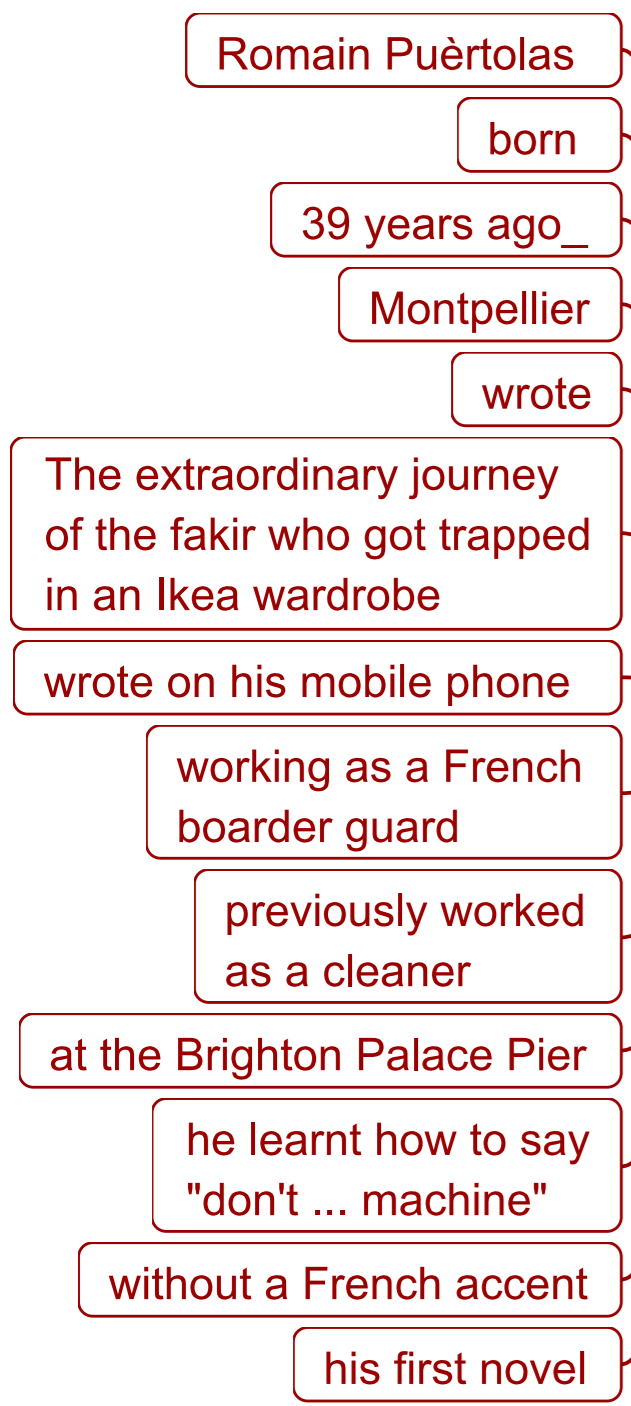 Romain Puèrtolas
born
39 years ago_
Montpellier
wrote
The extraordinary journey
of the fakir who got trapped
in an Ikea wardrobe
wrote on his mobile phone
working as a French
boarder guard
previously worked
as a cleaner
at the Brighton Palace Pier
he learnt how to say
"don't ... machine"
without a French accent
his first novel